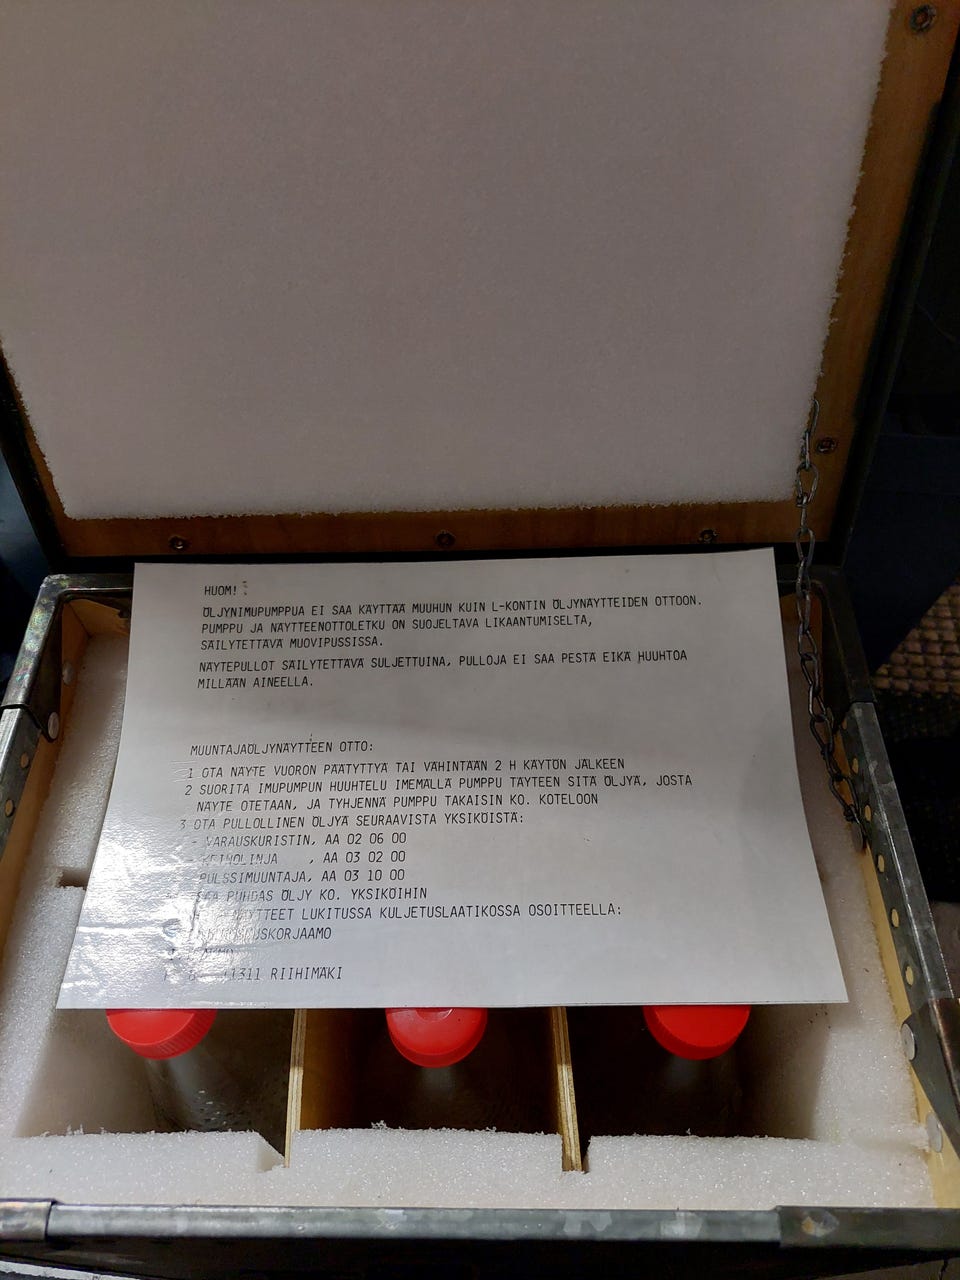 HUOM!
ÖLJYNIMUPUMPPUA EI SAA KÄYTTÄÄ MUUHUN KUIN L-KONTIN ÖLJYNÄYTTEIDEN OTTOON.
PUMPPU JA NÄYTTEENOTTOLETKU ON SUOJELTAVA LIKAANTUMISELTA,
SÄILYTETTÄVÄ MUOVIPUSSISSA.
NÄYTEPULLOT SÄILYTETTÄVÄ SULJETTUINA, PULLOJA EI SAA PESTÄ EIKÄ HUUHTOA
MILLÄÄN AINEELLA.
MUUNTAJAÖLJYNÄYTTEEN OTTO:
1 OTA NÄYTE VUORON PÄÄTYTTYÄ TAI VÄHINTÄÄN 2 H KÄYTÖN JÄLKEEN
2 SUORITA IMUPUMPUN HUUHTELU IMEMÄLLÄ PUMPPU TÄYTEEN SITÄ ÖLJYÄ, JOSTA
NÄYTE OTETAAN, JA TYHJENNÄ PUMPPU TAKAISIN KO. KOTELOON
3 OTA PULLOLLINEN ÖLJYÄ SEURAAVISTA YKSIKÖISTÄ:
- VARAUSKURISTIN, AA 02 06 00
- KEINOLINJA , AA 03 02 00
PULSSIMUUNTAJA, AA 03 10 00
PUHDAS ÖLJY KO. YKSIKÖIHIN
LUKITUSSA KULJETUSLAATIKOSSA OSOITTEELLA:
11311 RIIHIMÄKI